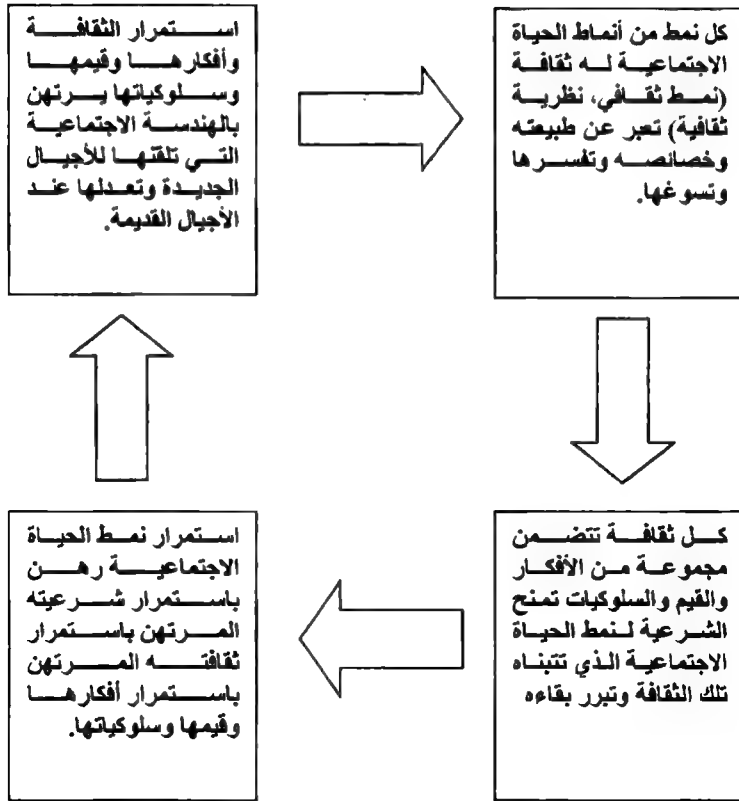 كل نمط من أنماط الحياة
الاجتماعية له ثقافة
(نمط ثقافي، نظرية
ثقافية) تعبر عن طبيعته
وخصائصه وتفسرها
وتسوغها.
كل ثقافة تتضمن
مجموعة من الأفكار
والقيم والسلوكيات تمنح
الشرعية لنمط الحياة
الاجتماعية الذي تتبناه
تلك الثقافة وتبرر بقاءه
استمرار نمط الحياة
الاجتماعية رهن
باستمرار شرعيته
المرتهن باستمرار
ثقافته المرتهن
باستمرار أفكارها
وقيمها وسلوكياتها.
استمرار الثقافة
وأفكارها وقيمها
وسلوكياتها يرتهن
بالهندسة الاجتماعية
التي تلقنها للأجيال
الجديدة وتعدلها عند
الأجيال القديمة.